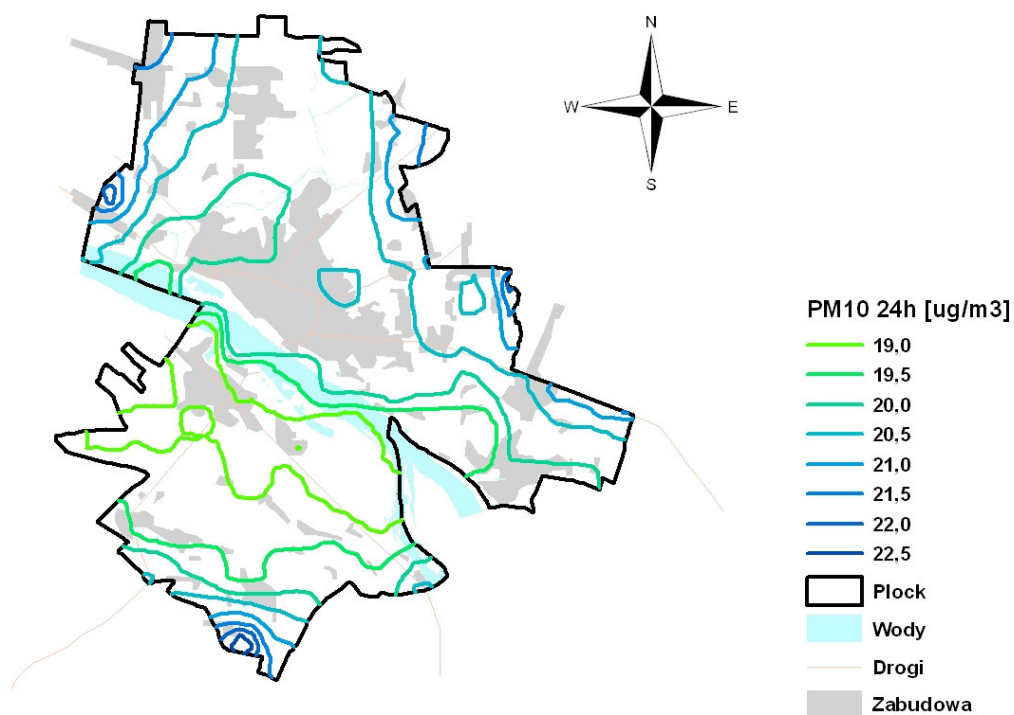 N
W E
S
PM10 24h [ug/m3]
19,0
19,5
20,0
20,5
21,0
21,5
22,0
22,5
Płock
Wody
Drogi
Zabudowa